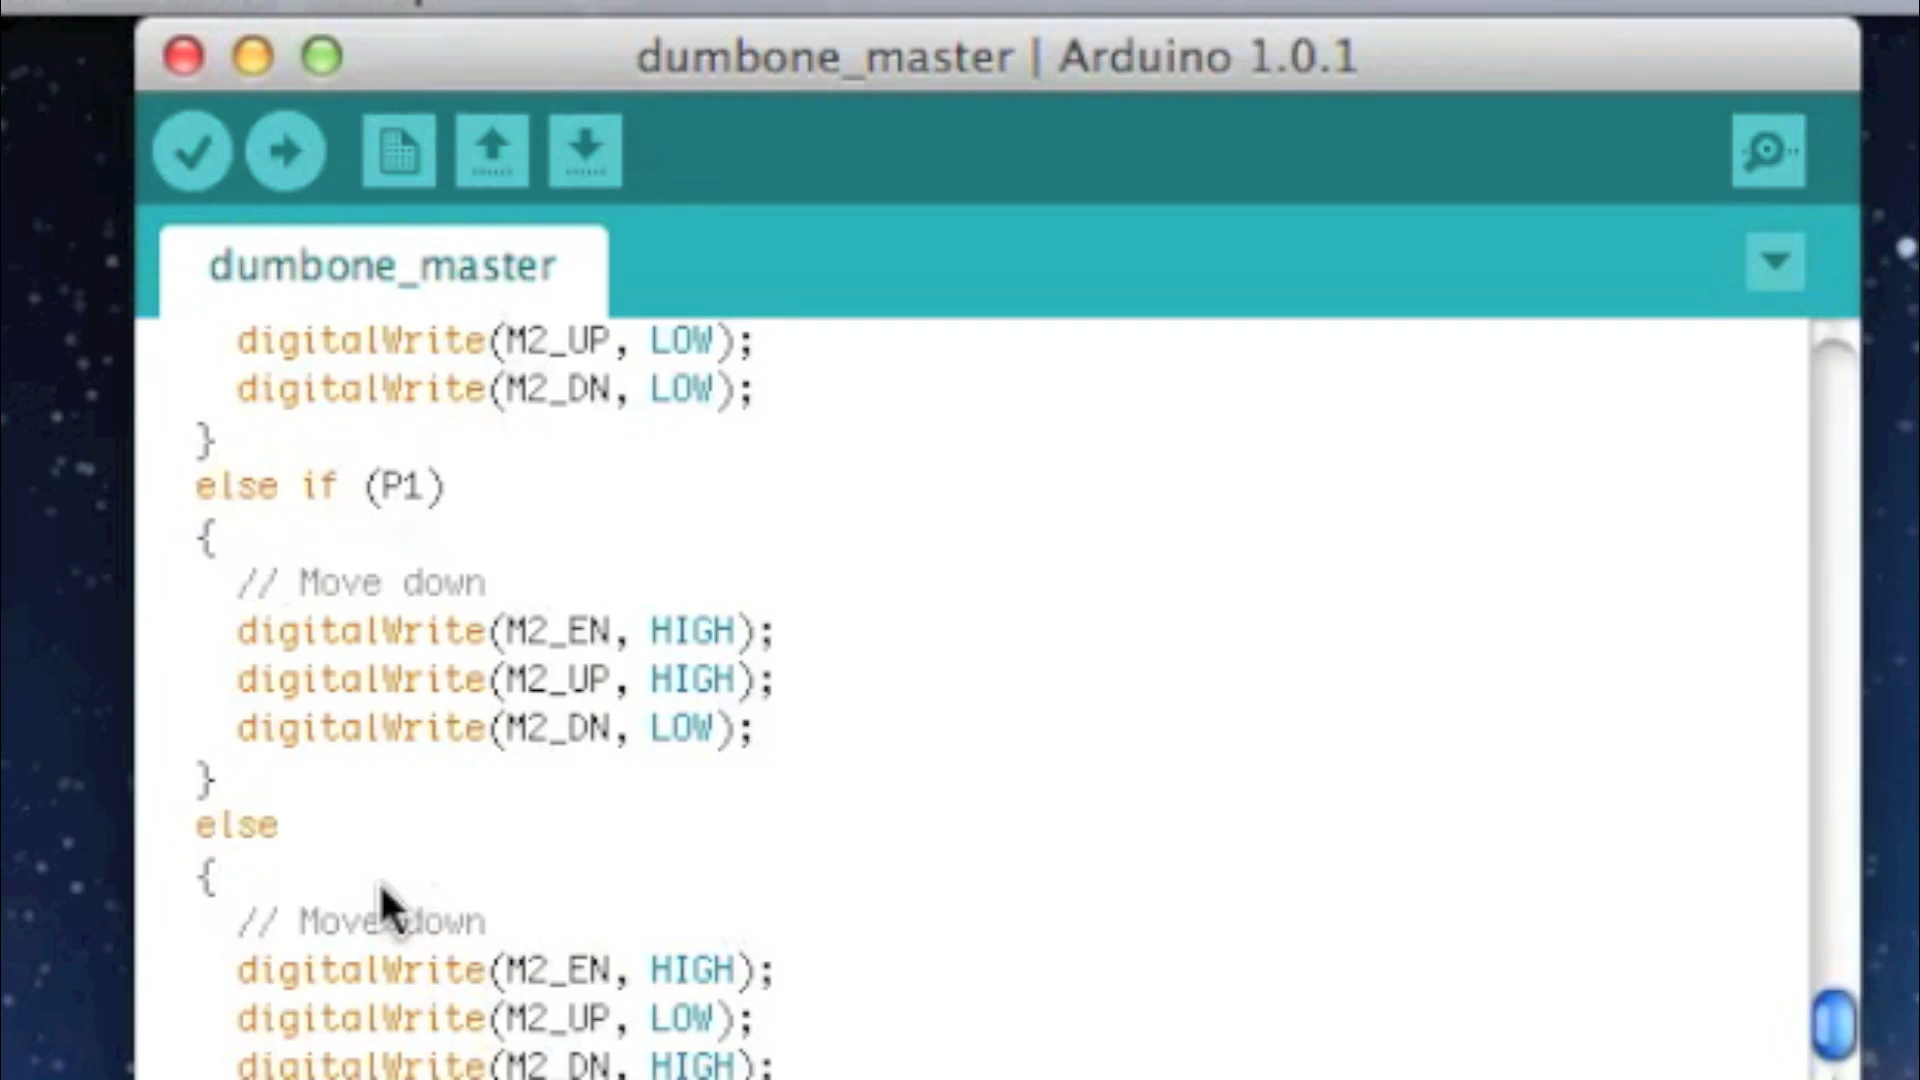 dumbone_master | Arduino 1.0.1
dumbone_master
digitalWrite(M2_UP, LOW);
digitalWrite(M2_DN, LOW);
}
else if (P1)
{
// Move down
digitalWrite(M2_EN, HIGH);
digitalWrite(M2_UP, HIGH);
digitalWrite(M2_DN, LOW);
}
else
{
// Move down
digitalWrite(M2_EN, HIGH);
digitalWrite(M2_UP, LOW);
digitalWrite(M2_DN, HIGH);